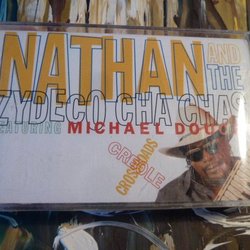 NATHAN AND THE
ZYDECO CHA CHAS
FEATURING MICHAEL DOUCET
CREOLE
CROSSROADS